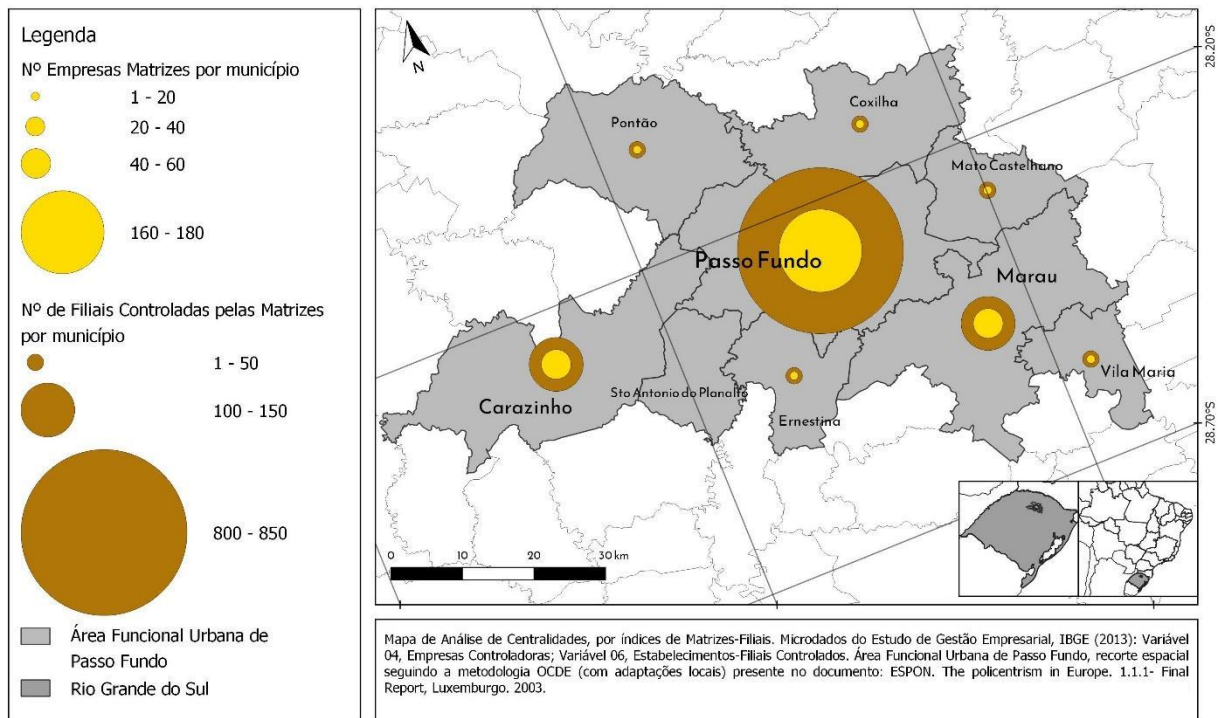 Legenda
Nº Empresas Matrizes por município
1 - 20
20 - 40
40 - 60
160 - 180
Nº de Filiais Controladas pelas Matrizes
por município
1 - 50
100 - 150
800 - 850
Área Funcional Urbana de
Passo Fundo
Rio Grande do Sul
N
Coxilha
Pontão
Mato Castelhano
Passo Fundo
Marau
Vila Maria
Carazinho
Sto Antonio do Planalto
Ernestina
28.20°S
28.70°S
0 10 20 30 km
Mapa de Análise de Centralidades, por índices de Matrizes-Filiais. Microdados do Estudo de Gestão Empresarial, IBGE (2013): Variável
04, Empresas Controladoras; Variável 06, Estabelecimentos-Filiais Controlados. Área Funcional Urbana de Passo Fundo, recorte espacial
seguindo a metodologia OCDE (com adaptações locais) presente no documento: ESPON. The policentrism in Europe. 1.1.1- Final
Report, Luxemburgo. 2003.